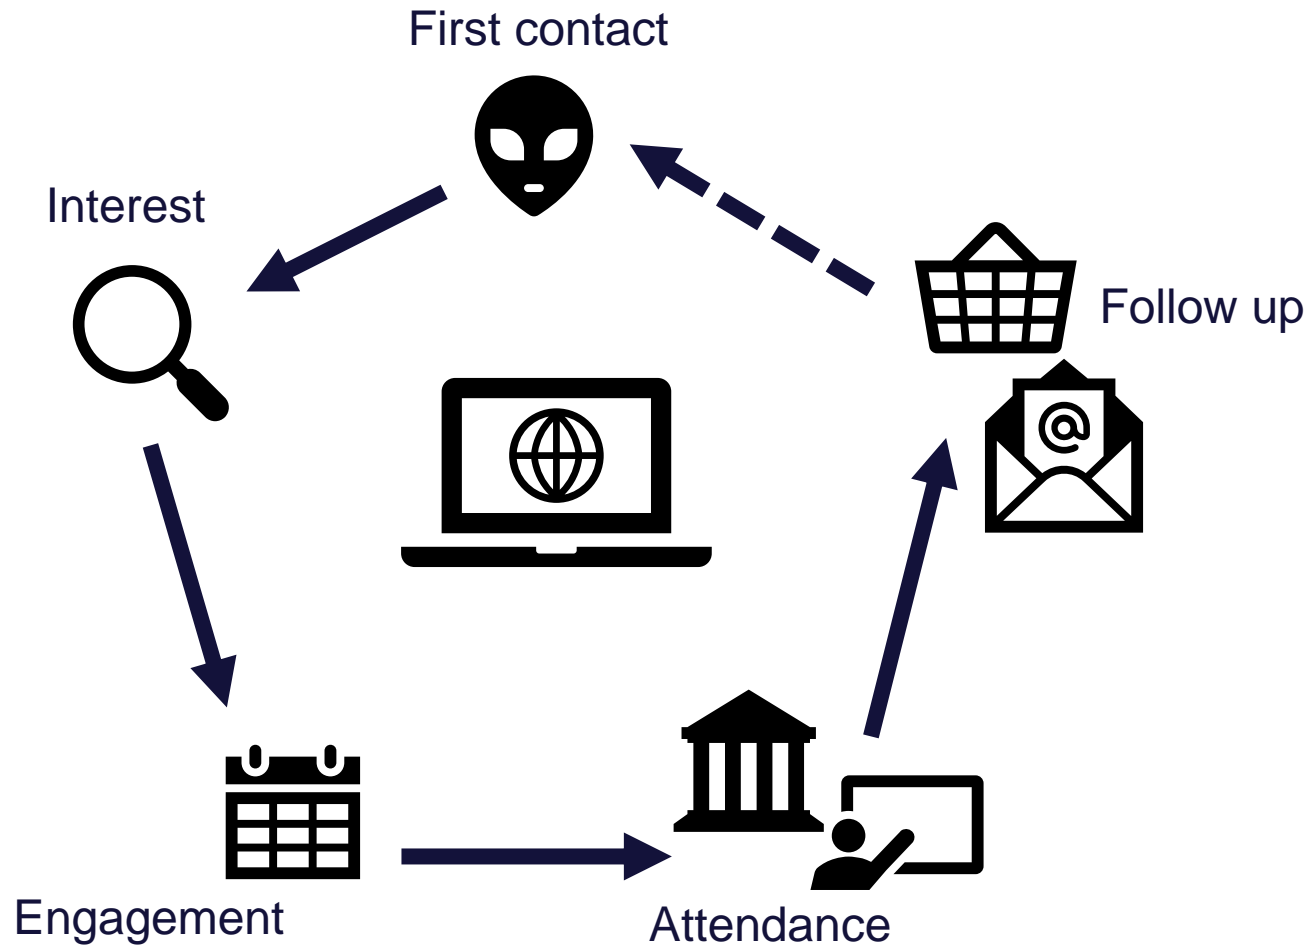 First contact
Interest
Follow up
@
Engagement
Attendance